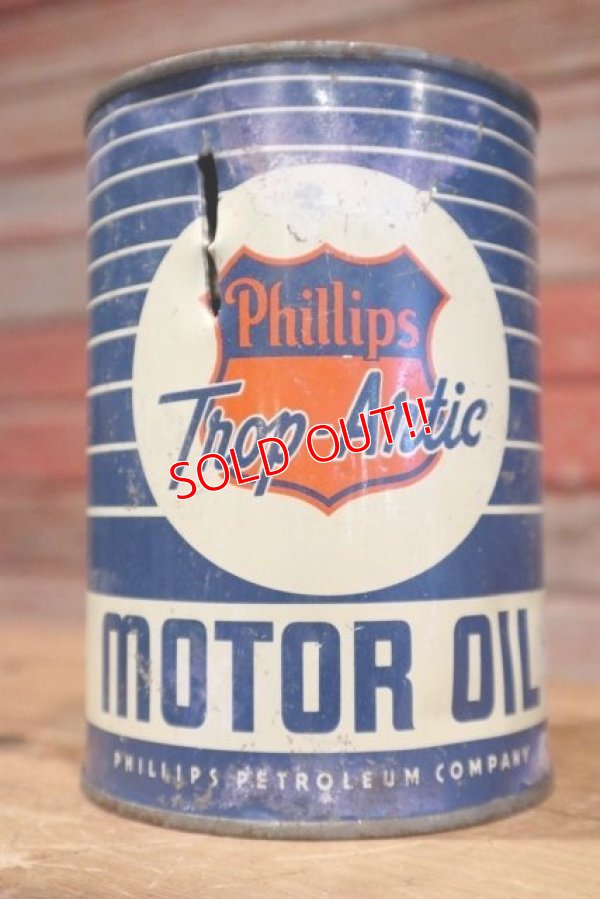 Phillips
Trop-Artic
SOLD OUT!!
MOTOR OIL
PHILLIPS PETROLEUM COMPANY